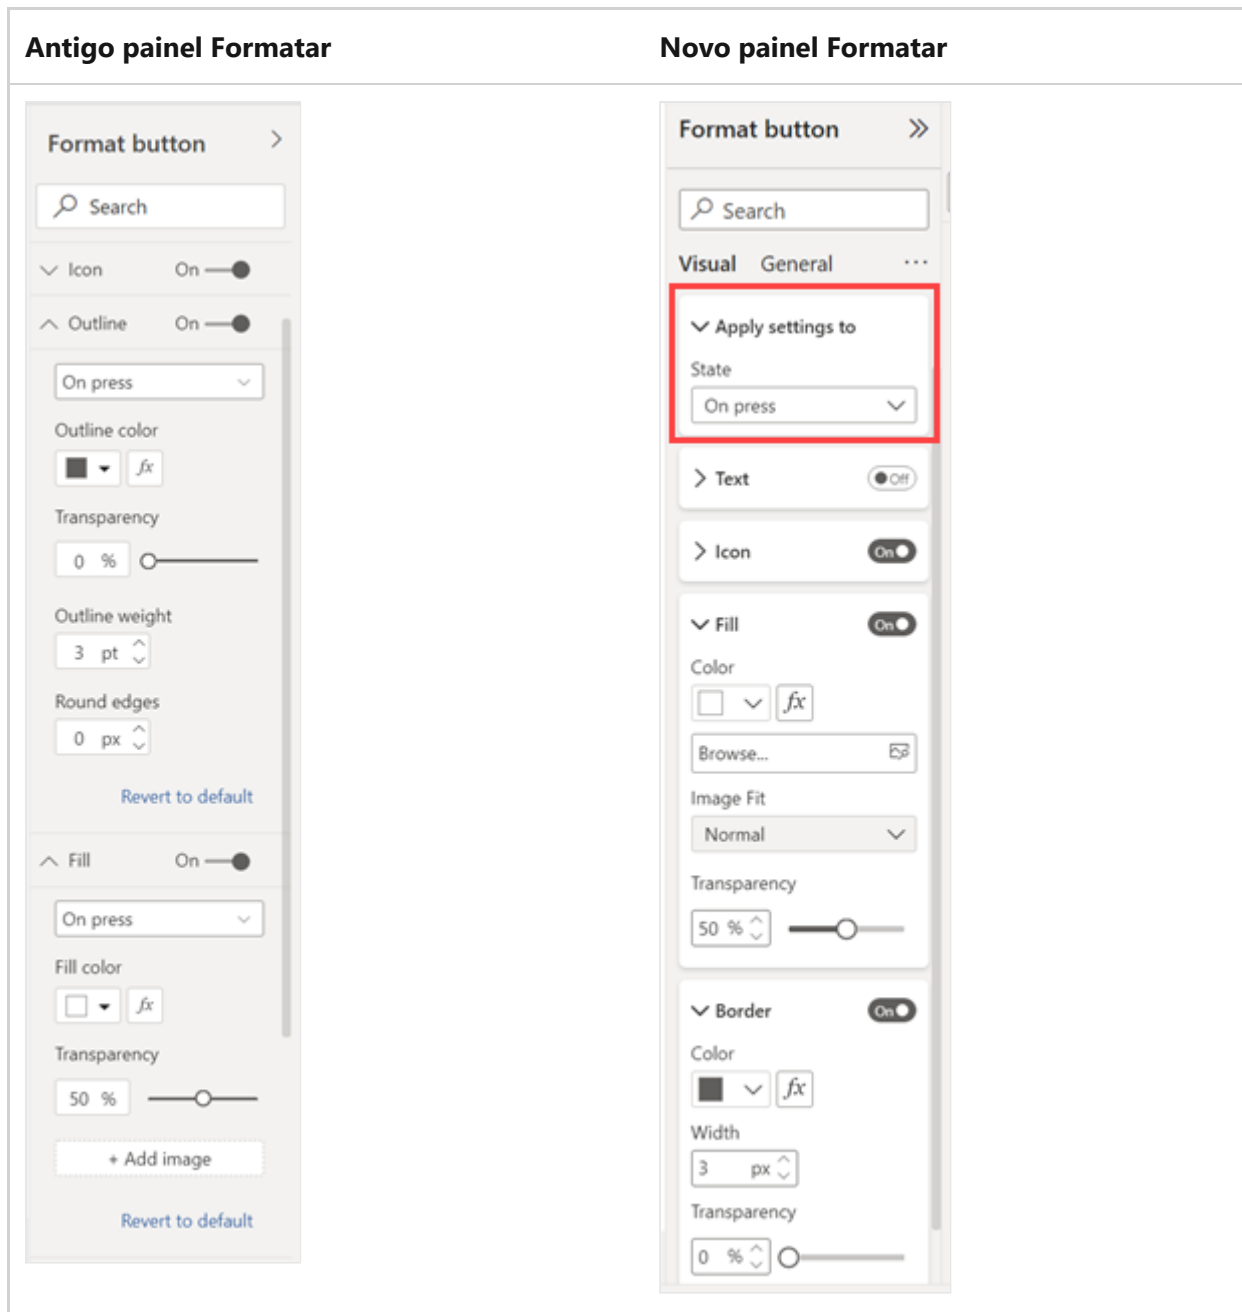 Antigo painel Formatar
Novo painel Formatar
Format button
Search
Icon On
Outline On
On press
Outline color
fx
Transparency
0 %
Outline weight
3 pt
Round edges
0 px
Revert to default
Fill On
On press
Fill color
fx
Transparency
50 %
+ Add image
Revert to default
Format button
Search
Visual General ...
Apply settings to
State
On press
Text Off
Icon On
Fill On
Color
fx
Browse...
Image Fit
Normal
Transparency
50 %
Border On
Color
fx
Width
3 px
Transparency
0 %